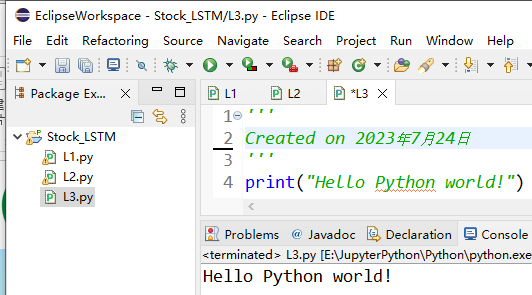 EclipseWorkspace - Stock_LSTM/L3.py - Eclipse IDE
File Edit Refactoring Source Navigate Search Project Run Window Help
Package Ex...
Stock_LSTM
L1.py
L2.py
L3.py
L1 L2 *L3
1 '''
2 Created on 2023年7月24日
3 '''
4 print("Hello Python world!")
Problems Javadoc Declaration Console
<terminated> L3.py [E:\JupyterPython\Python\python.exe
Hello Python world!